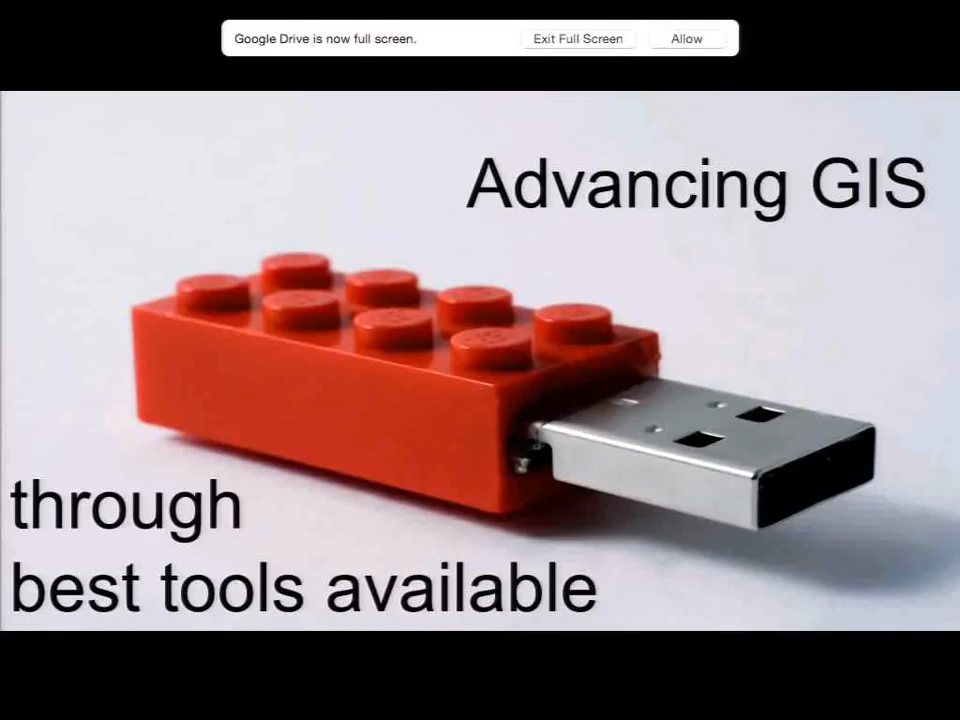 Google Drive is now full screen.
Exit Full Screen
Allow
Advancing GIS
through
best tools available